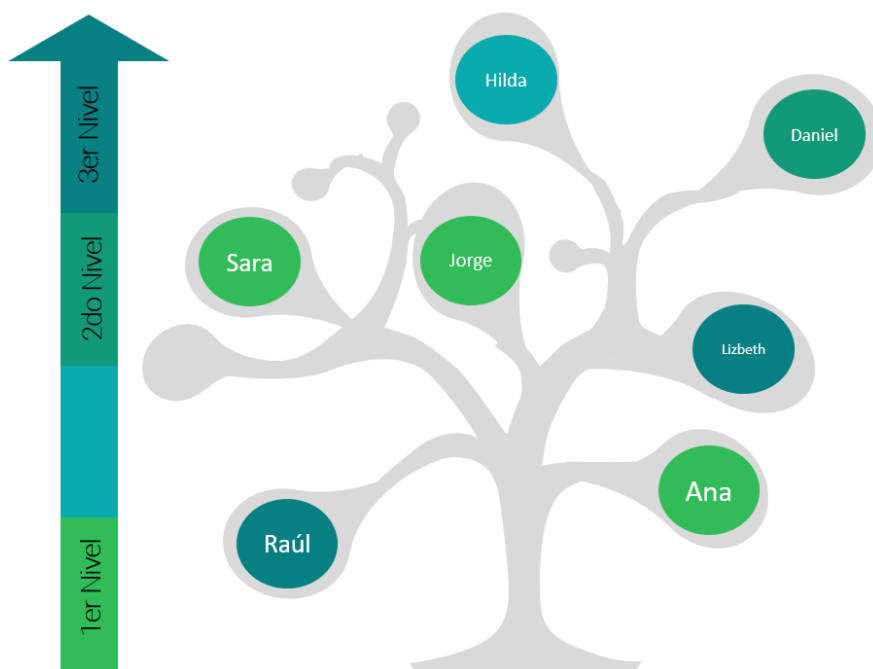 3er Nivel
2do Nivel
1er Nivel
Hilda
Daniel
Sara
Jorge
Lizbeth
Ana
Raúl